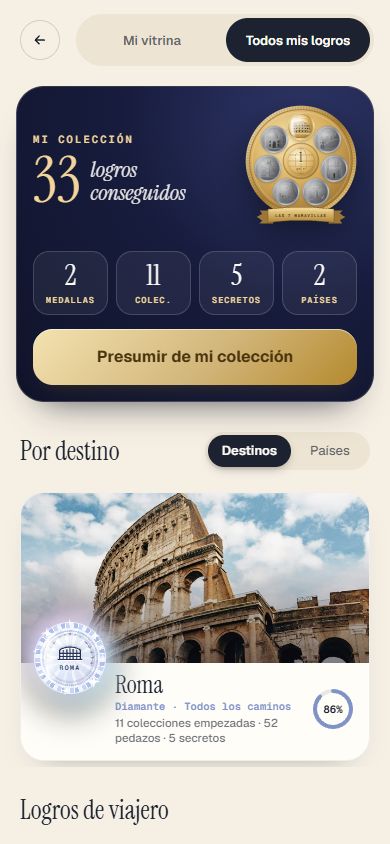 Mi vitrina
Todos mis logros
MI COLECCIÓN
33
logros
conseguidos
LAS 7 MARAVILLAS
2
MEDALLAS
11
COLEC.
5
SECRETOS
2
PAÍSES
Presumir de mi colección
Por destino
Destinos
Países
ROMA
Roma
Diamante · Todos los caminos
11 colecciones empezadas · 52
pedazos · 5 secretos
86%
Logros de viajero